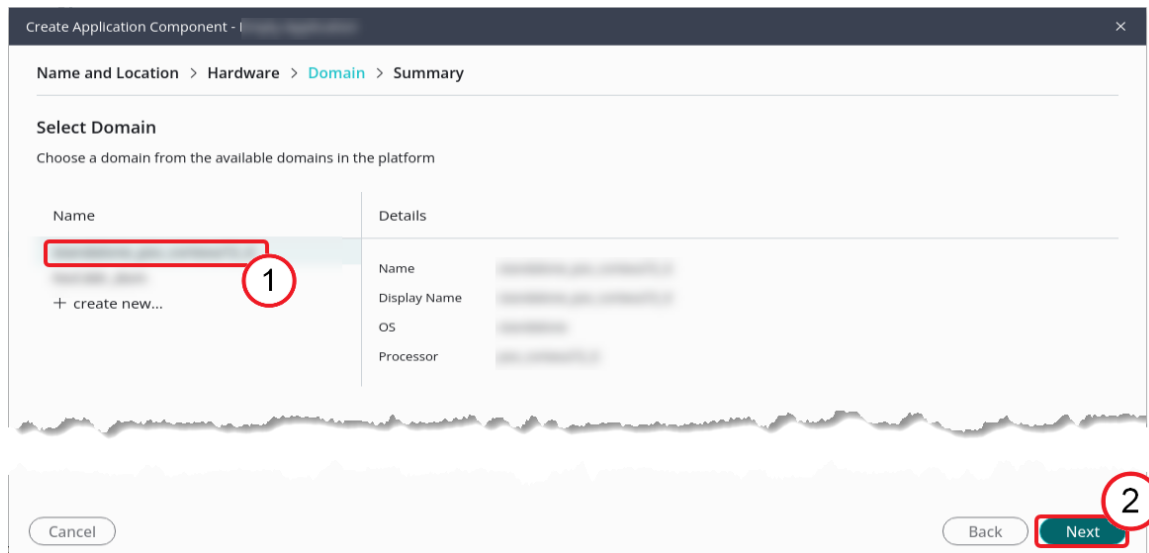 Create Application Component -
×
Name and Location > Hardware > Domain > Summary
Select Domain
Choose a domain from the available domains in the platform
Name
Details
1
+ create new...
Name
Display Name
OS
Processor
2
Cancel
Back
Next